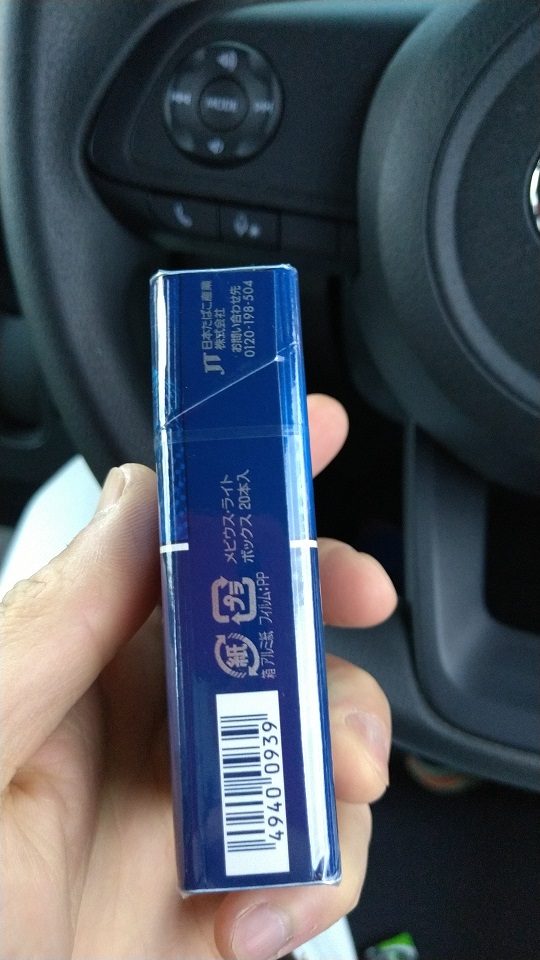 MODE
JT 日本たばこ産業
株式会社
お問い合わせ先
0120-198-504
メビウス・ライト
ボックス 20本入
紙
プラ
箱 アルミ紙 フィルム:PP
4940 0939